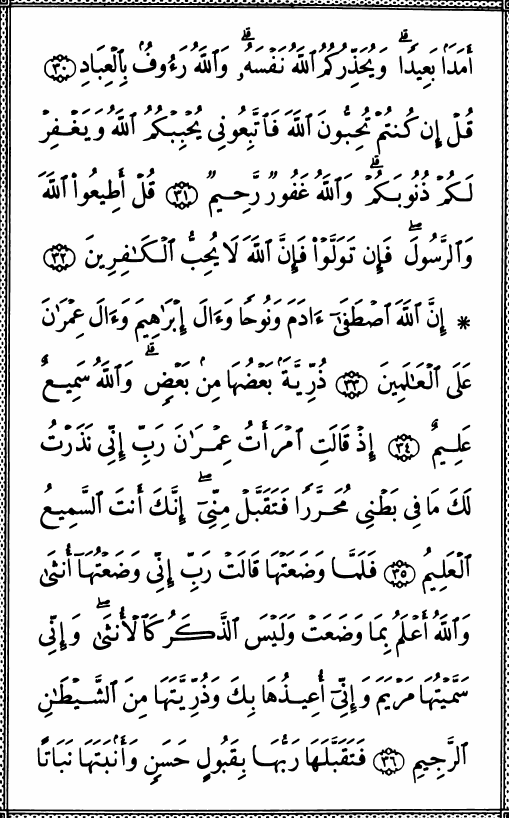 أَمَدَۢا بَعِيدٗاۗ وَيُحَذِّرُكُمُ ٱللَّهُ نَفۡسَهُۥۗ وَٱللَّهُ رَءُوفُۢ بِٱلۡعِبَادِ ٣٠
قُلۡ إِن كُنتُمۡ تُحِبُّونَ ٱللَّهَ فَٱتَّبِعُونِي يُحۡبِبۡكُمُ ٱللَّهُ وَيَغۡفِرۡ
لَكُمۡ ذُنُوبَكُمۡۗ وَٱللَّهُ غَفُورٞ رَّحِيمٞ ٣١ قُلۡ أَطِيعُواْ ٱللَّهَ
وَٱلرَّسُولَۖ فَإِن تَوَلَّوۡاْ فَإِنَّ ٱللَّهَ لَا يُحِبُّ ٱلۡكَٰفِرِينَ ٣٢
* إِنَّ ٱللَّهَ ٱصۡطَفَىٰٓ ءَادَمَ وَنُوحٗا وَءَالَ إِبۡرَٰهِيمَ وَءَالَ عِمۡرَٰنَ
عَلَى ٱلۡعَٰلَمِينَ ٣٣ ذُرِّيَّةَۢ بَعۡضُهَا مِنۢ بَعۡضٖۗ وَٱللَّهُ سَمِيعٌ
عَلِيمٌ ٣٤ إِذۡ قَالَتِ ٱمۡرَأَتُ عِمۡرَٰنَ رَبِّ إِنِّي نَذَرۡتُ
لَكَ مَا فِي بَطۡنِي مُحَرَّرٗا فَتَقَبَّلۡ مِنِّيٓۖ إِنَّكَ أَنتَ ٱلسَّمِيعُ
ٱلۡعَلِيمُ ٣٥ فَلَمَّا وَضَعَتۡهَا قَالَتۡ رَبِّ إِنِّي وَضَعۡتُهَآ أُنثَىٰ
وَٱللَّهُ أَعۡلَمُ بِمَا وَضَعَتۡ وَلَيۡسَ ٱلذَّكَرُ كَٱلۡأُنثَىٰۖ وَإِنِّي
سَمَّيۡتُهَا مَرۡيَمَ وَإِنِّيٓ أُعِيذُهَا بِكَ وَذُرِّيَّتَهَا مِنَ ٱلشَّيۡطَٰنِ
ٱلرَّجِيمِ ٣٦ فَتَقَبَّلَهَا رَبُّهَا بِقَبُولٍ حَسَنٖ وَأَنۢبَتَهَا نَبَاتًا